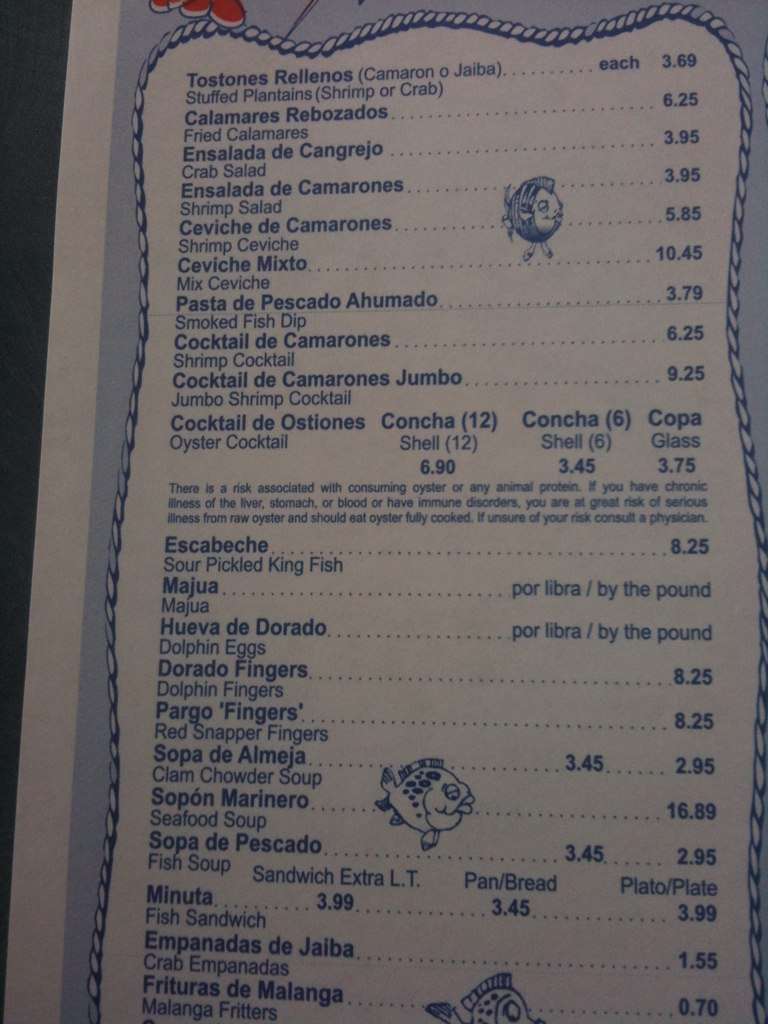 Tostones Rellenos (Camaron o Jaiba). . . . . . . . . . each 3.69
Stuffed Plantains (Shrimp or Crab)
Calamares Rebozados . . . . . . . . . . 6.25
Fried Calamares
Ensalada de Cangrejo . . . . . . . . . . 3.95
Crab Salad
Ensalada de Camarones . . . . . . . . . . 3.95
Shrimp Salad
Ceviche de Camarones . . . . . . . . . . 5.85
Shrimp Ceviche
Ceviche Mixto . . . . . . . . . . 10.45
Mix Ceviche
Pasta de Pescado Ahumado . . . . . . . . . . 3.79
Smoked Fish Dip
Cocktail de Camarones . . . . . . . . . . 6.25
Shrimp Cocktail
Cocktail de Camarones Jumbo . . . . . . . . . . 9.25
Jumbo Shrimp Cocktail
Cocktail de Ostiones Concha (12) Concha (6) Copa
Oyster Cocktail Shell (12) Shell (6) Glass
6.90 3.45 3.75
There is a risk associated with consuming oyster or any animal protein. If you have chronic
illness of the liver, stomach, or blood or have immune disorders, you are at great risk of serious
illness from raw oyster and should eat oyster fully cooked. If unsure of your risk consult a physician.
Escabeche . . . . . . . . . . 8.25
Sour Pickled King Fish
Majua . . . . . . . . . . por libra / by the pound
Majua
Hueva de Dorado . . . . . . . . . . por libra / by the pound
Dolphin Eggs
Dorado Fingers . . . . . . . . . . 8.25
Dolphin Fingers
Pargo 'Fingers' . . . . . . . . . . 8.25
Red Snapper Fingers
Sopa de Almeja . . . . . . . . . . 3.45 . . . . . . 2.95
Clam Chowder Soup
Sopón Marinero . . . . . . . . . . 16.89
Seafood Soup
Sopa de Pescado . . . . . . . . . . 3.45 . . . . . . 2.95
Fish Soup
Sandwich Extra L.T. Pan/Bread Plato/Plate
Minuta . . . . . . . . . . 3.99 . . . . . . . . . . 3.45 . . . . . . . . . . 3.99
Fish Sandwich
Empanadas de Jaiba . . . . . . . . . . 1.55
Crab Empanadas
Frituras de Malanga . . . . . . . . . . 0.70
Malanga Fritters